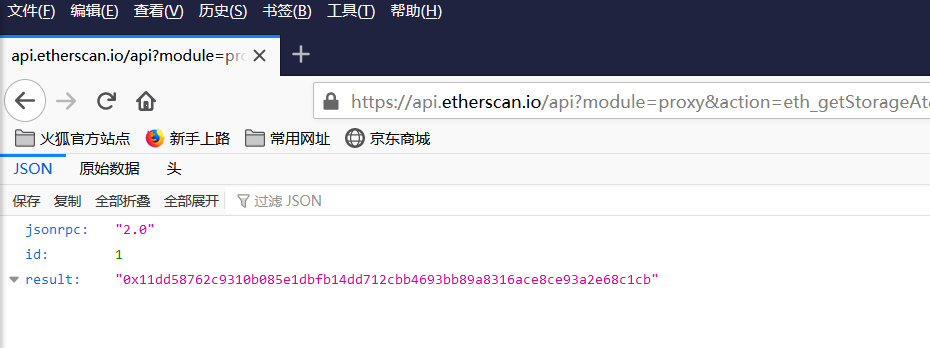 文件(F) 编辑(E) 查看(V) 历史(S) 书签(B) 工具(T) 帮助(H)
api.etherscan.io/api?module=pro
https://api.etherscan.io/api?module=proxy&action=eth_getStorageAt&
火狐官方站点 新手上路 常用网址 京东商城
JSON 原始数据 头
保存 复制 全部折叠 全部展开 过滤 JSON
jsonrpc: "2.0"
id: 1
result: "0x11dd58762c9310b085e1dbfb14dd712cbb4693bb89a8316ace8ce93a2e68c1cb"